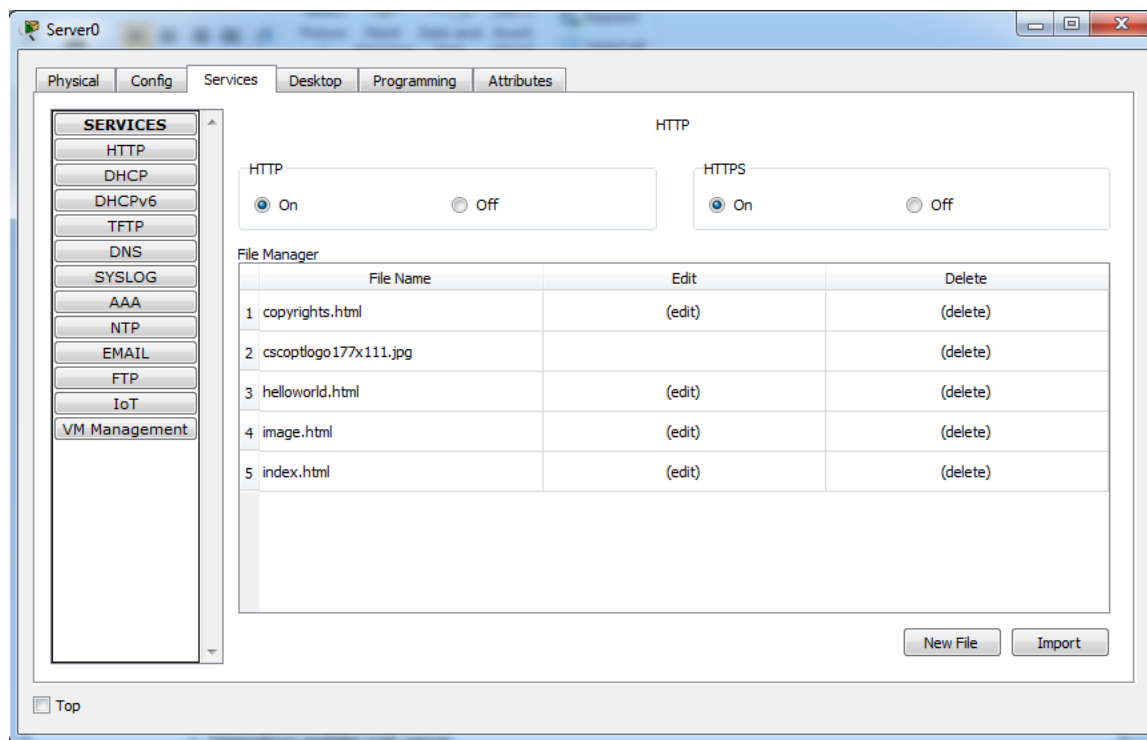 Server0
Physical Config Services Desktop Programming Attributes
SERVICES
HTTP
DHCP
DHCPv6
TFTP
DNS
SYSLOG
AAA
NTP
EMAIL
FTP
IoT
VM Management
HTTP
HTTP
On Off
HTTPS
On Off
File Manager
File Name Edit Delete
1 copyrights.html (edit) (delete)
2 cscoptlogo177x111.jpg (delete)
3 helloworld.html (edit) (delete)
4 image.html (edit) (delete)
5 index.html (edit) (delete)
New File Import
Top